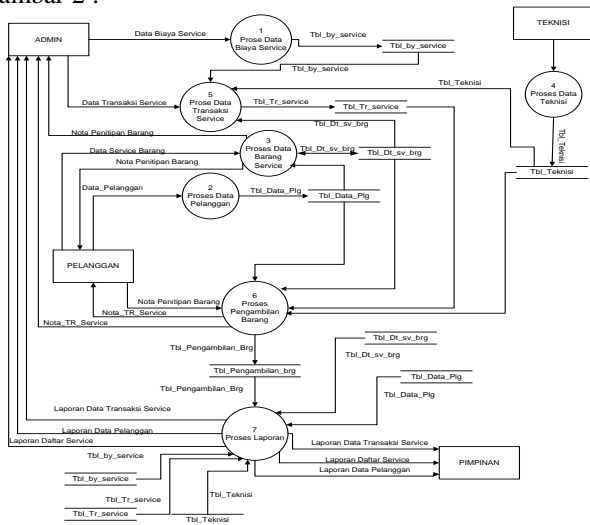 Gambar 2 :
ADMIN
Data Biaya Service
1
Prose Data
Biaya Service
Tbl_by_service
TEKNISI
Tbl_by_service
Tbl_Teknisi
4
Proses Data
Teknisi
Data Transaksi Service
5
Prose Data
Transaksi
Service
Tbl_Tr_service
Tbl_Tr_service
Tbl_Dt_sv_brg
Tbl_Teknisi
Nota Penitipan Barang
Data Service Barang
Nota Penitipan Barang
3
Proses Data
Barang
Service
Tbl_Dt_sv_brg
Tbl_Dt_sv_brg
Tbl_Teknisi
Data_Pelanggan
2
Proses Data
Pelanggan
Tbl_Data_Plg
Tbl_Data_Plg
PELANGGAN
Nota Penitipan Barang
Nota_TR_Service
Nota_TR_Service
6
Proses
Pengambilan
Barang
Tbl_Pengambilan_Brg
Tbl_Pengambilan_brg
Tbl_Pengambilan_Brg
Tbl_Dt_sv_brg
Tbl_Dt_sv_brg
Tbl_Data_Plg
Tbl_Data_Plg
Laporan Data Transaksi Service
Laporan Data Pelanggan
Laporan Daftar Service
7
Proses Laporan
Laporan Data Transaksi Service
Laporan Daftar Service
Laporan Data Pelanggan
PIMPINAN
Tbl_by_service
Tbl_by_service
Tbl_Tr_service
Tbl_Tr_service
Tbl_Teknisi
Tbl_Teknisi